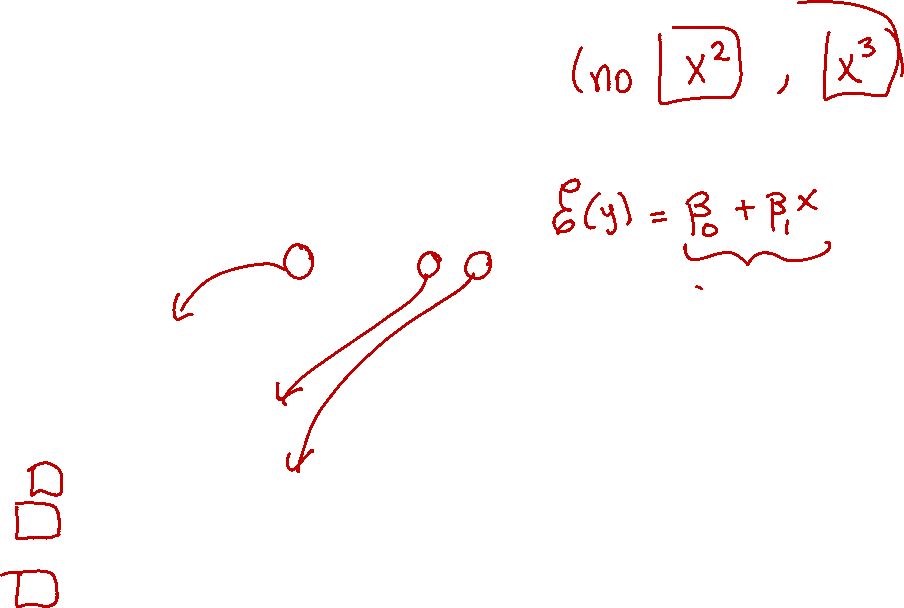 (no x² , x³)
ℰ(y) = β₀ + β₁x